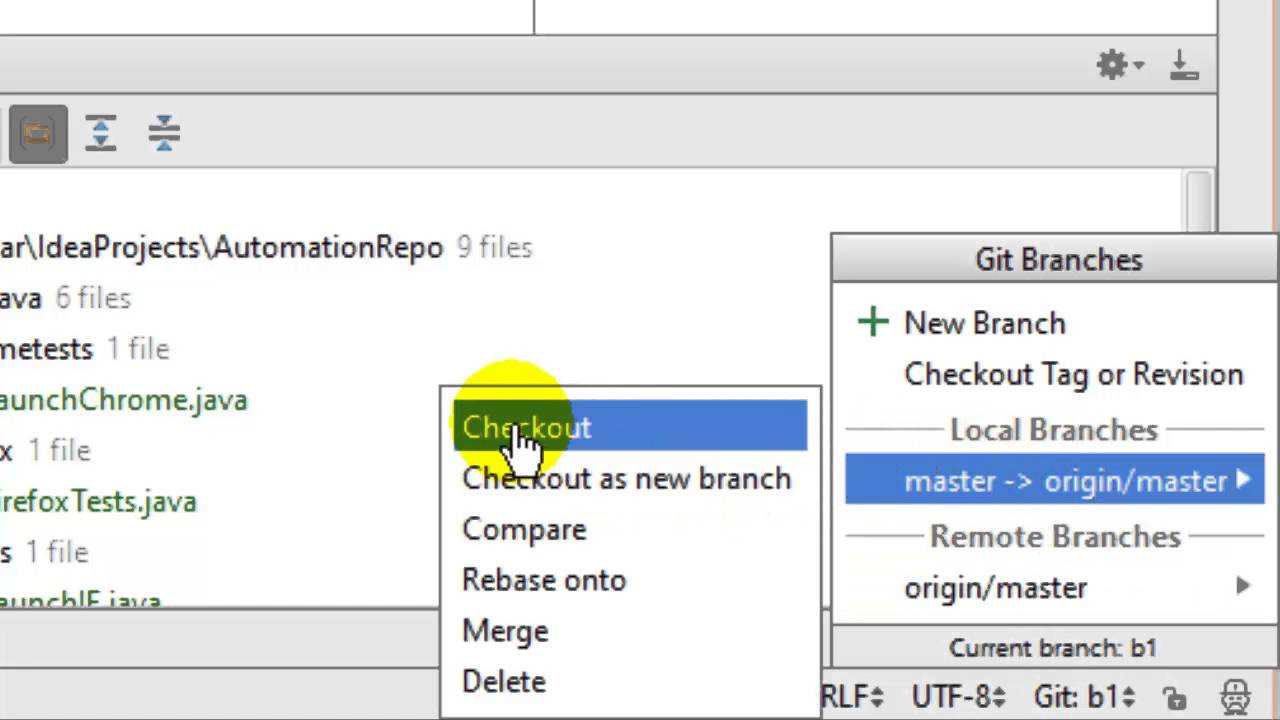 ar\IdeaProjects\AutomationRepo 9 files
ava 6 files
metests 1 file
aunchChrome.java
x 1 file
irefoxTests.java
s 1 file
aunchIE.java
Checkout
Checkout as new branch
Compare
Rebase onto
Merge
Delete
Git Branches
New Branch
Checkout Tag or Revision
Local Branches
master -> origin/master
Remote Branches
origin/master
Current branch: b1
RLF UTF-8 Git: b1